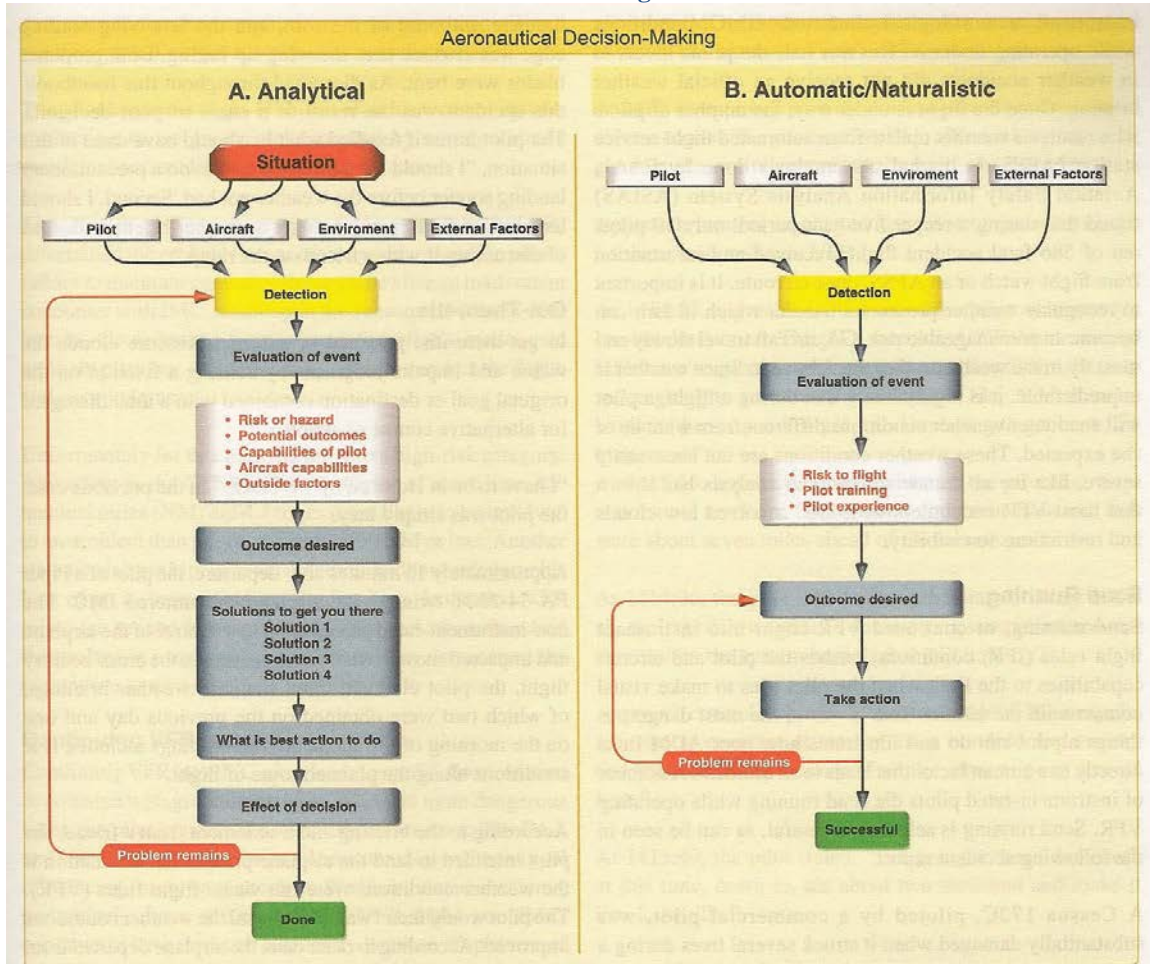 Aeronautical Decision-Making
A. Analytical
Situation
Pilot
Aircraft
Enviroment
External Factors
Detection
Evaluation of event
• Risk or hazard
• Potential outcomes
• Capabilities of pilot
• Aircraft capabilities
• Outside factors
Outcome desired
Solutions to get you there
Solution 1
Solution 2
Solution 3
Solution 4
What is best action to do
Effect of decision
Problem remains
Done
B. Automatic/Naturalistic
Pilot
Aircraft
Enviroment
External Factors
Detection
Evaluation of event
• Risk to flight
• Pilot training
• Pilot experience
Outcome desired
Take action
Problem remains
Successful